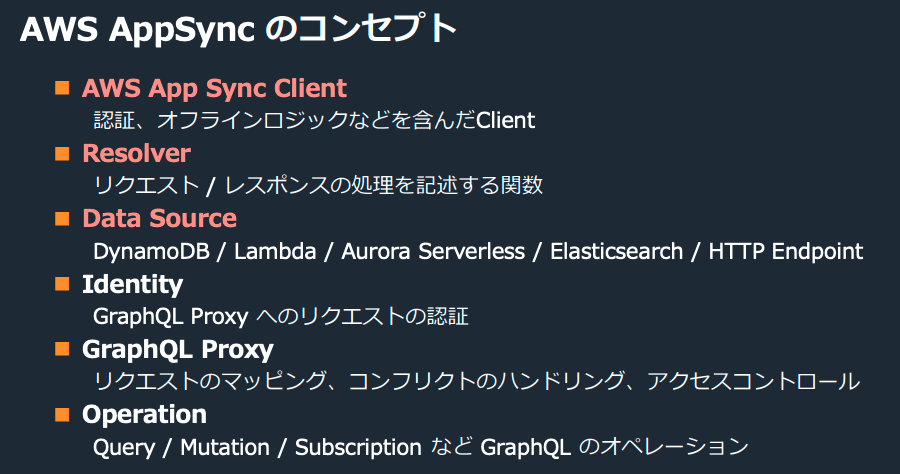 AWS AppSync のコンセプト
AWS App Sync Client
認証、オフラインロジックなどを含んだClient
Resolver
リクエスト / レスポンスの処理を記述する関数
Data Source
DynamoDB / Lambda / Aurora Serverless / Elasticsearch / HTTP Endpoint
Identity
GraphQL Proxy へのリクエストの認証
GraphQL Proxy
リクエストのマッピング、コンフリクトのハンドリング、アクセスコントロール
Operation
Query / Mutation / Subscription など GraphQL のオペレーション